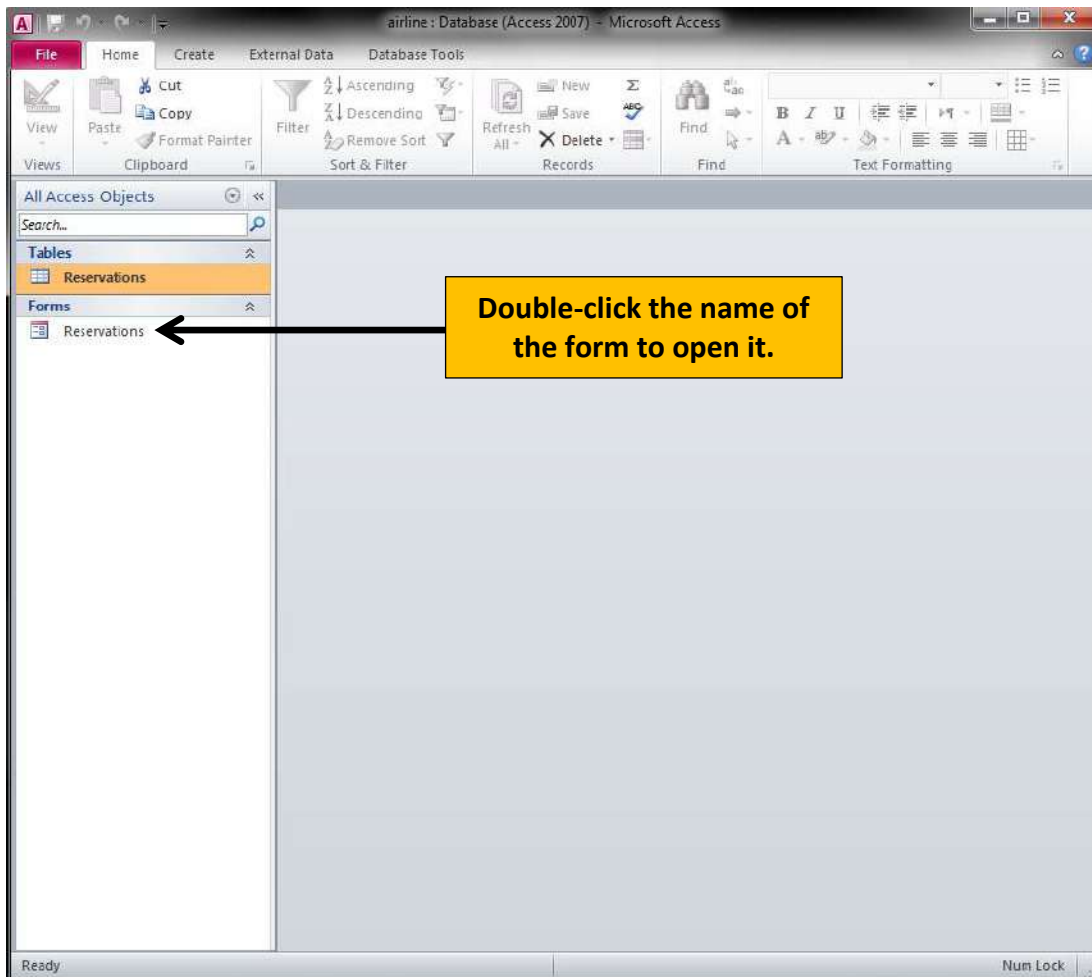 airline : Database (Access 2007) - Microsoft Access
File Home Create External Data Database Tools
View
Views
Paste
Cut
Copy
Format Painter
Clipboard
Filter
Ascending
Descending
Remove Sort
Sort & Filter
Refresh
All
New
Save
Delete
Records
Find
Find
B I U
A
Text Formatting
All Access Objects
Search...
Tables
Reservations
Forms
Reservations
Double-click the name of
the form to open it.
Ready
Num Lock